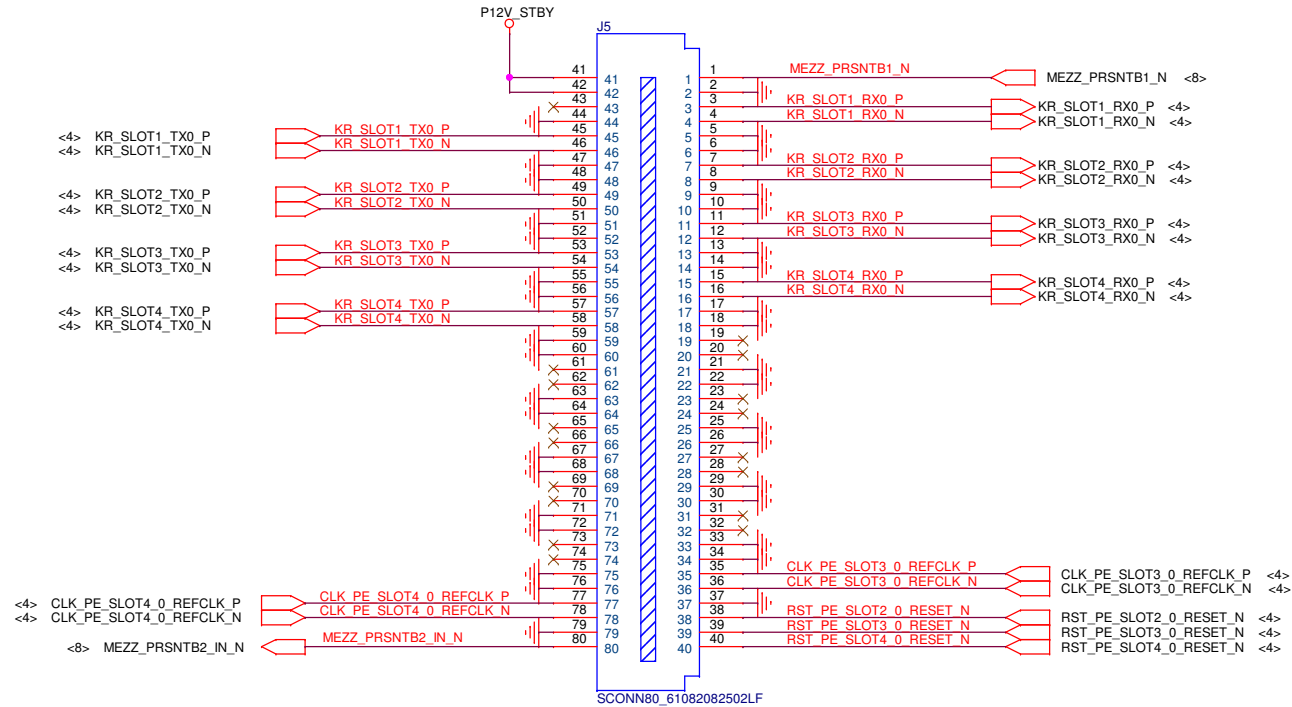 P12V_STBY
J5
41 41 1 1 MEZZ_PRSNTB1_N MEZZ_PRSNTB1_N <8>
42 42 2 2
43 43 3 3 KR_SLOT1_RX0_P KR_SLOT1_RX0_P <4>
44 44 4 4 KR_SLOT1_RX0_N KR_SLOT1_RX0_N <4>
<4> KR_SLOT1_TX0_P KR_SLOT1_TX0_P 45 45 5 5
<4> KR_SLOT1_TX0_N KR_SLOT1_TX0_N 46 46 6 6
47 47 7 7 KR_SLOT2_RX0_P KR_SLOT2_RX0_P <4>
48 48 8 8 KR_SLOT2_RX0_N KR_SLOT2_RX0_N <4>
<4> KR_SLOT2_TX0_P KR_SLOT2_TX0_P 49 49 9 9
<4> KR_SLOT2_TX0_N KR_SLOT2_TX0_N 50 50 10 10
51 51 11 11 KR_SLOT3_RX0_P KR_SLOT3_RX0_P <4>
52 52 12 12 KR_SLOT3_RX0_N KR_SLOT3_RX0_N <4>
<4> KR_SLOT3_TX0_P KR_SLOT3_TX0_P 53 53 13 13
<4> KR_SLOT3_TX0_N KR_SLOT3_TX0_N 54 54 14 14
55 55 15 15 KR_SLOT4_RX0_P KR_SLOT4_RX0_P <4>
56 56 16 16 KR_SLOT4_RX0_N KR_SLOT4_RX0_N <4>
<4> KR_SLOT4_TX0_P KR_SLOT4_TX0_P 57 57 17 17
<4> KR_SLOT4_TX0_N KR_SLOT4_TX0_N 58 58 18 18
59 59 19 19
60 60 20 20
61 61 21 21
62 62 22 22
63 63 23 23
64 64 24 24
65 65 25 25
66 66 26 26
67 67 27 27
68 68 28 28
69 69 29 29
70 70 30 30
71 71 31 31
72 72 32 32
73 73 33 33
74 74 34 34
75 75 35 35 CLK_PE_SLOT3_0_REFCLK_P CLK_PE_SLOT3_0_REFCLK_P <4>
76 76 36 36 CLK_PE_SLOT3_0_REFCLK_N CLK_PE_SLOT3_0_REFCLK_N <4>
<4> CLK_PE_SLOT4_0_REFCLK_P CLK_PE_SLOT4_0_REFCLK_P 77 77 37 37
<4> CLK_PE_SLOT4_0_REFCLK_N CLK_PE_SLOT4_0_REFCLK_N 78 78 38 38 RST_PE_SLOT2_0_RESET_N RST_PE_SLOT2_0_RESET_N <4>
79 79 39 39 RST_PE_SLOT3_0_RESET_N RST_PE_SLOT3_0_RESET_N <4>
<8> MEZZ_PRSNTB2_IN_N MEZZ_PRSNTB2_IN_N 80 80 40 40 RST_PE_SLOT4_0_RESET_N RST_PE_SLOT4_0_RESET_N <4>
SCONN80_61082082502LF